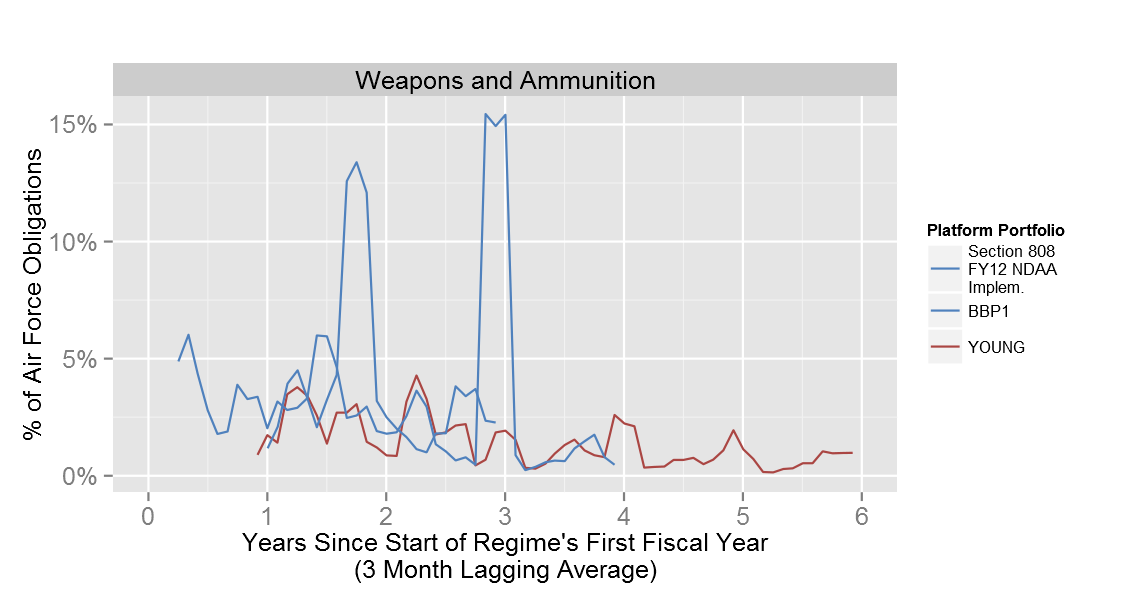 Weapons and Ammunition
% of Air Force Obligations
15%
10%
5%
0%
0 1 2 3 4 5 6
Years Since Start of Regime's First Fiscal Year
(3 Month Lagging Average)
Platform Portfolio
Section 808
FY12 NDAA
Implem.
BBP1
YOUNG